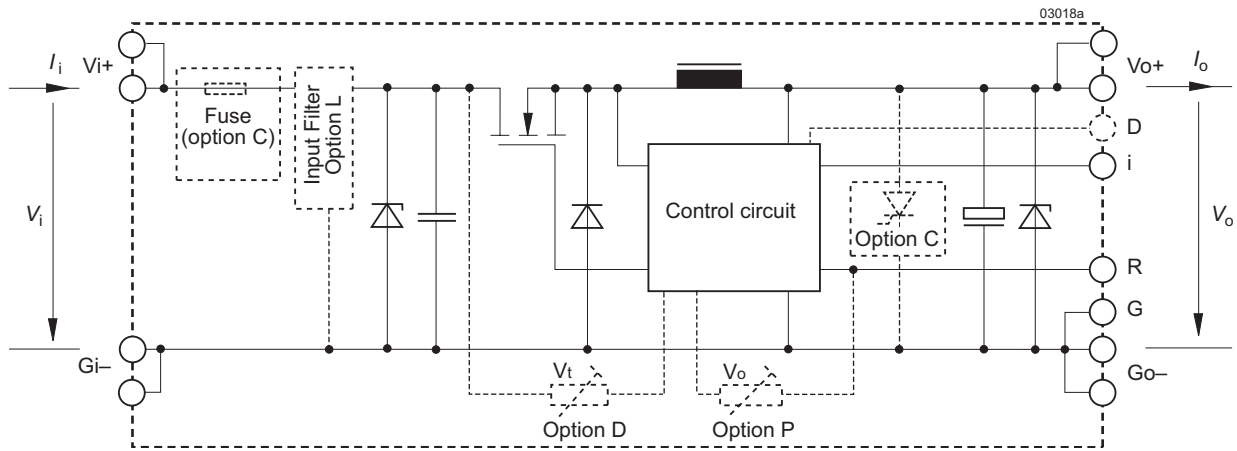 03018a
Ii
Vi+
Vo+
Io
Fuse
(option C)
Input Filter
Option L
D
i
Control circuit
Option C
Vi
Vo
R
G
Gi–
Go–
Vt
Vo
Option D
Option P